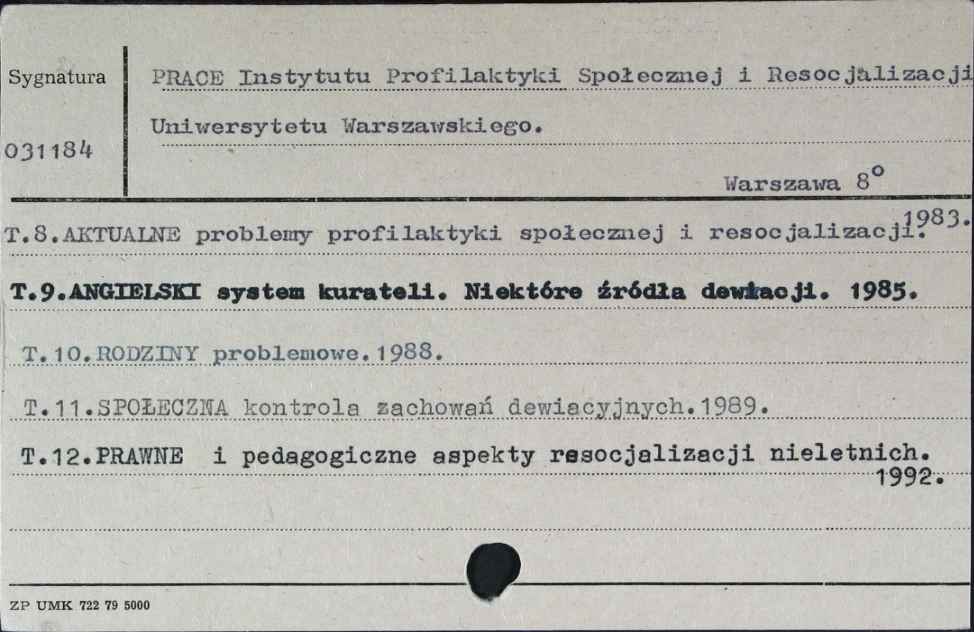 Sygnatura
PRACE Instytutu Profilaktyki Społecznej i Resocjalizacji
Uniwersytetu Warszawskiego.
031184
Warszawa 8°
T.8.AKTUALNE problemy profilaktyki społecznej i resocjalizacji. 1983.
T.9.ANGIELSKI system kurateli. Niektóre źródła dewiacji. 1985.
T.10.RODZINY problemowe.1988.
T.11.SPOŁECZNA kontrola zachowań dewiacyjnych.1989.
T.12.PRAWNE i pedagogiczne aspekty resocjalizacji nieletnich.
1992.
ZP UMK 722 79 5000